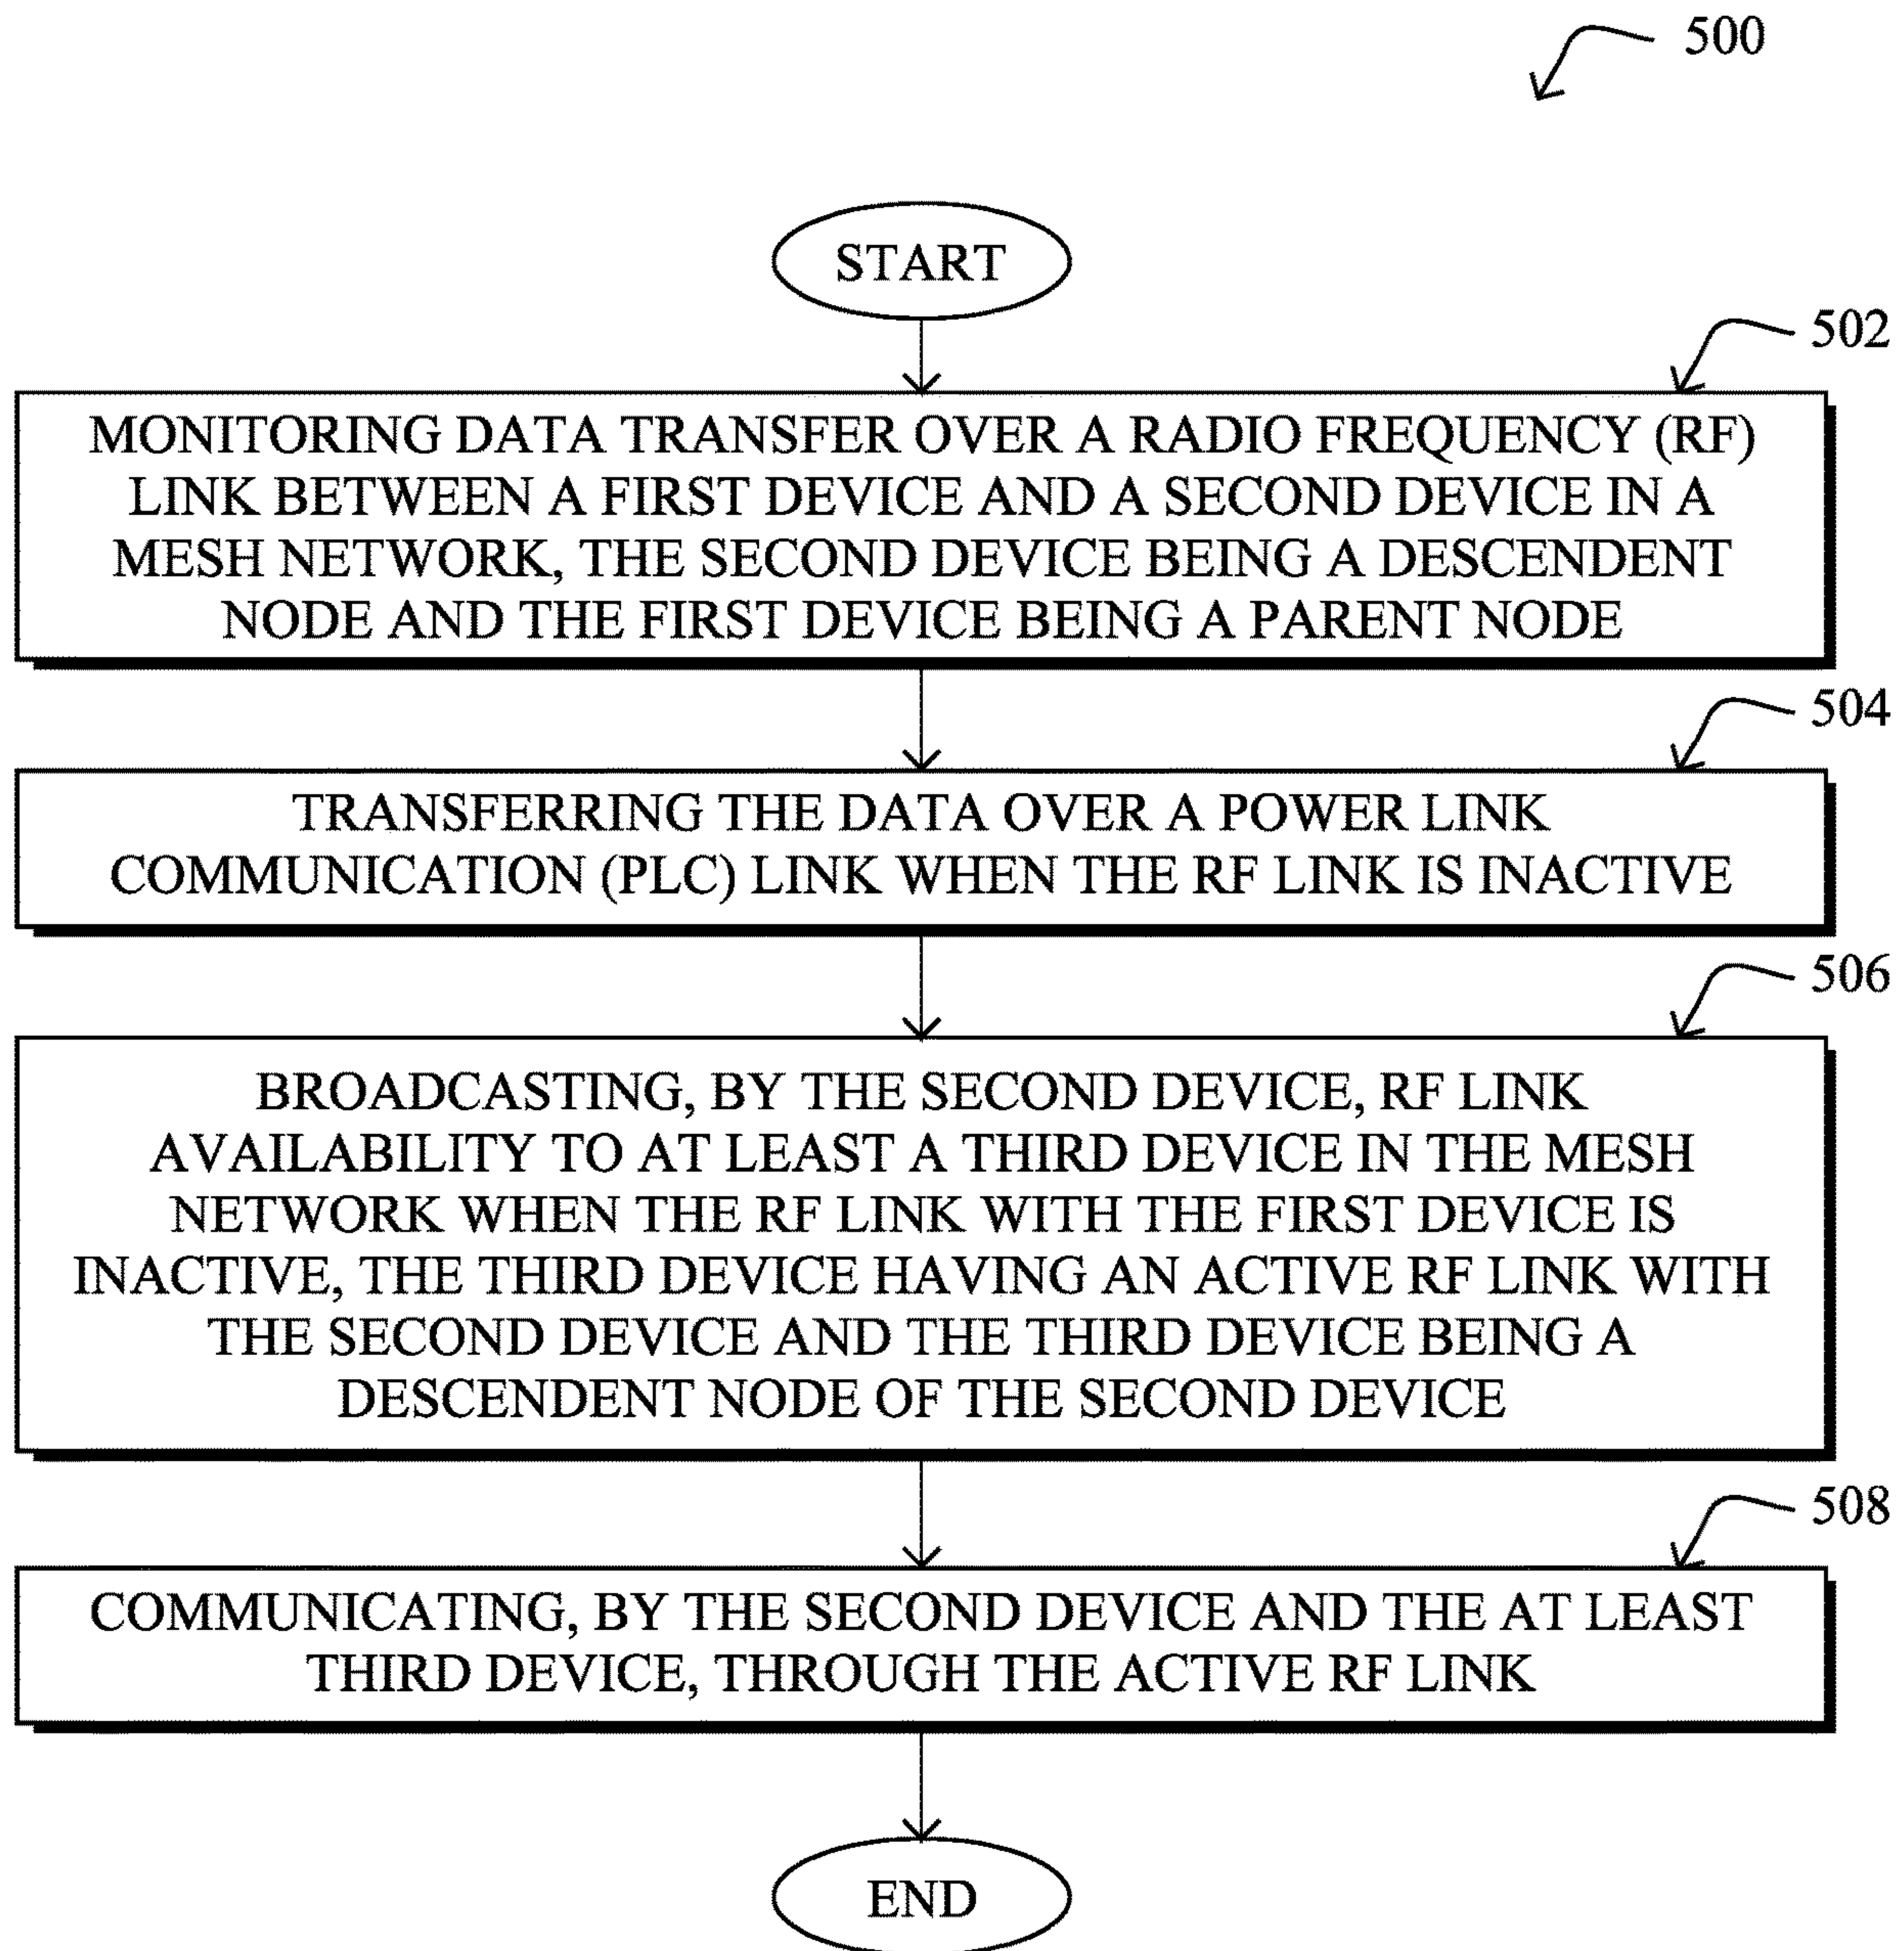 500
START
502
MONITORING DATA TRANSFER OVER A RADIO FREQUENCY (RF)
LINK BETWEEN A FIRST DEVICE AND A SECOND DEVICE IN A
MESH NETWORK, THE SECOND DEVICE BEING A DESCENDENT
NODE AND THE FIRST DEVICE BEING A PARENT NODE
504
TRANSFERRING THE DATA OVER A POWER LINK
COMMUNICATION (PLC) LINK WHEN THE RF LINK IS INACTIVE
506
BROADCASTING, BY THE SECOND DEVICE, RF LINK
AVAILABILITY TO AT LEAST A THIRD DEVICE IN THE MESH
NETWORK WHEN THE RF LINK WITH THE FIRST DEVICE IS
INACTIVE, THE THIRD DEVICE HAVING AN ACTIVE RF LINK WITH
THE SECOND DEVICE AND THE THIRD DEVICE BEING A
DESCENDENT NODE OF THE SECOND DEVICE
508
COMMUNICATING, BY THE SECOND DEVICE AND THE AT LEAST
THIRD DEVICE, THROUGH THE ACTIVE RF LINK
END